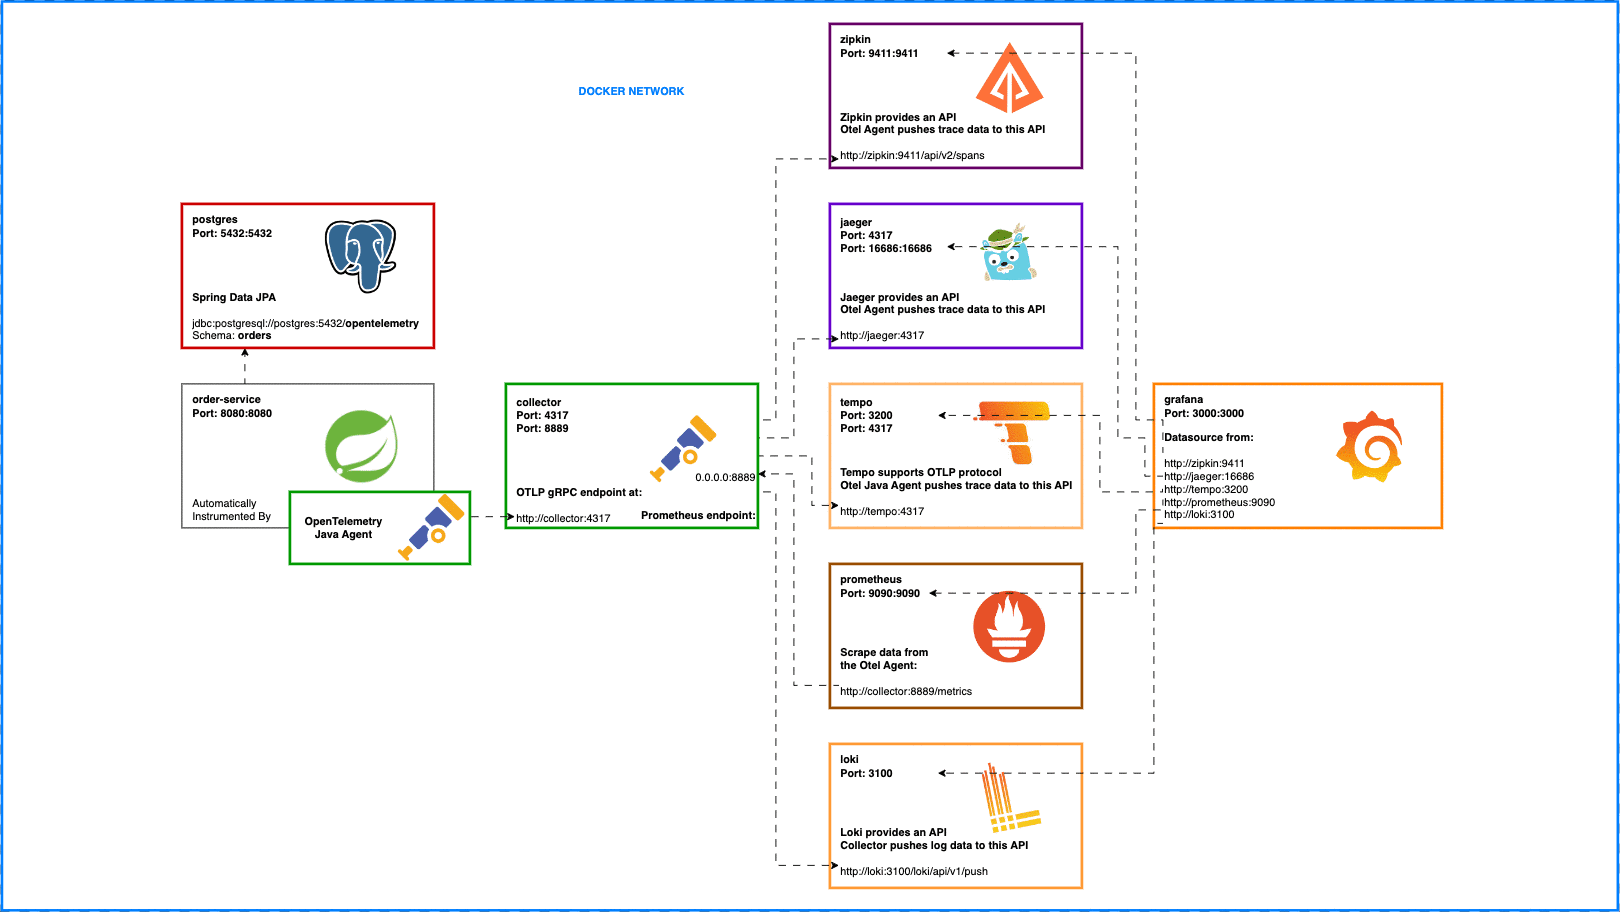 DOCKER NETWORK
postgres
Port: 5432:5432
Spring Data JPA
jdbc:postgresql://postgres:5432/opentelemetry
Schema: orders
order-service
Port: 8080:8080
Automatically
Instrumented By
OpenTelemetry
Java Agent
collector
Port: 4317
Port: 8889
0.0.0.0:8889
OTLP gRPC endpoint at:
http://collector:4317
Prometheus endpoint:
zipkin
Port: 9411:9411
Zipkin provides an API
Otel Agent pushes trace data to this API
http://zipkin:9411/api/v2/spans
jaeger
Port: 4317
Port: 16686:16686
Jaeger provides an API
Otel Agent pushes trace data to this API
http://jaeger:4317
tempo
Port: 3200
Port: 4317
Tempo supports OTLP protocol
Otel Java Agent pushes trace data to this API
http://tempo:4317
prometheus
Port: 9090:9090
Scrape data from
the Otel Agent:
http://collector:8889/metrics
loki
Port: 3100
Loki provides an API
Collector pushes log data to this API
http://loki:3100/loki/api/v1/push
grafana
Port: 3000:3000
Datasource from:
http://zipkin:9411
http://jaeger:16686
http://tempo:3200
http://prometheus:9090
http://loki:3100